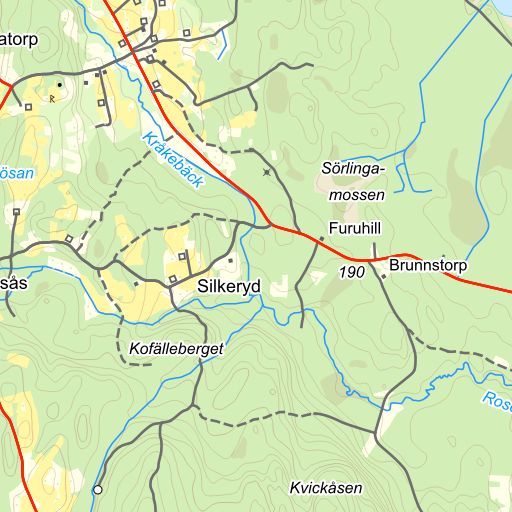 atorp
Kråkebäck
ösan
Sörlinga-
mossen
Furuhill
190
Brunnstorp
sås
Silkeryd
Kofälleberget
Rose
Kvickåsen